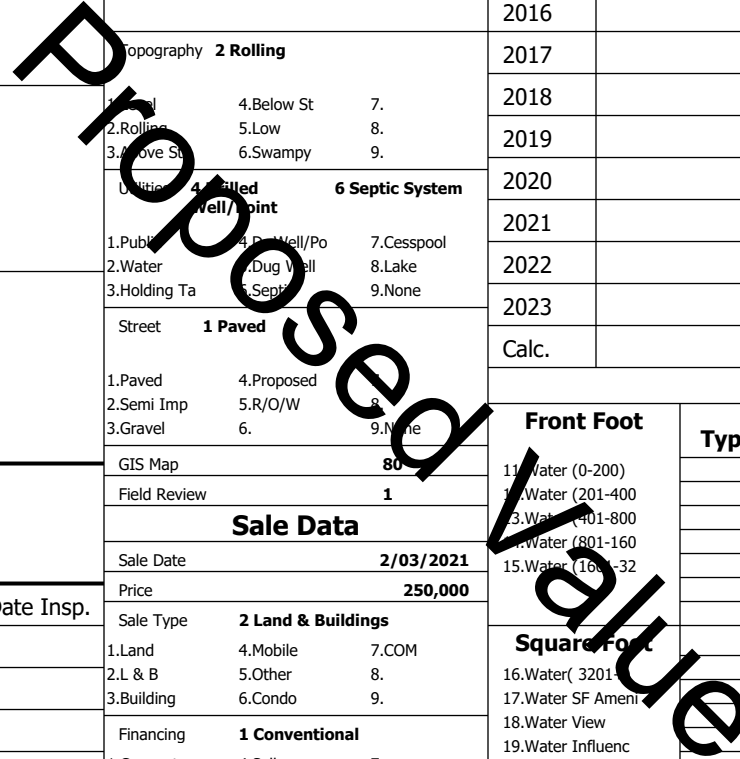 2016
Topography 2 Rolling
2017
1.Level 4.Below St 7.
2018
2.Rolling 5.Low 8.
3.Above St 6.Swampy 9.
2019
Utilities 4 Drilled 6 Septic System
Well/Point
2020
1.Public 4.Dr Well/Po 7.Cesspool
2021
2.Water 5.Dug Well 8.Lake
2022
3.Holding Ta 6.Septic 9.None
2023
Street 1 Paved
Calc.
1.Paved 4.Proposed 7.
2.Semi Imp 5.R/O/W 8.
3.Gravel 6. 9.None
Front Foot
Typ
GIS Map 80
11.Water (0-200)
Field Review 1
12.Water (201-400
Sale Data
13.Water (401-800
14.Water (801-160
Sale Date 2/03/2021
15.Water (1601-32
Price 250,000
Date Insp.
Sale Type 2 Land & Buildings
1.Land 4.Mobile 7.COM
Square Foot
2.L & B 5.Other 8.
16.Water( 3201-
3.Building 6.Condo 9.
17.Water SF Ameni
18.Water View
Financing 1 Conventional
19.Water Influenc
Proposed Value